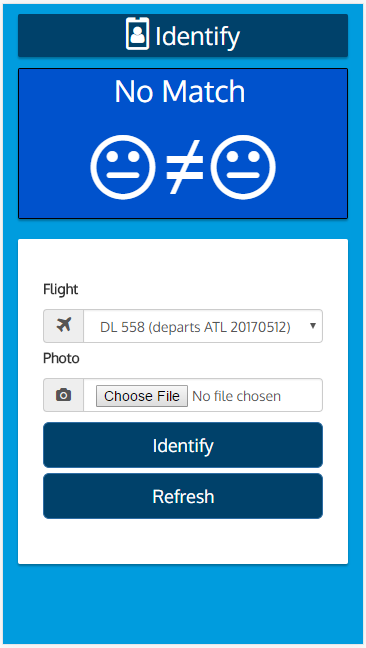 Identify
No Match
≠
Flight
DL 558 (departs ATL 20170512)
Photo
Choose File No file chosen
Identify
Refresh